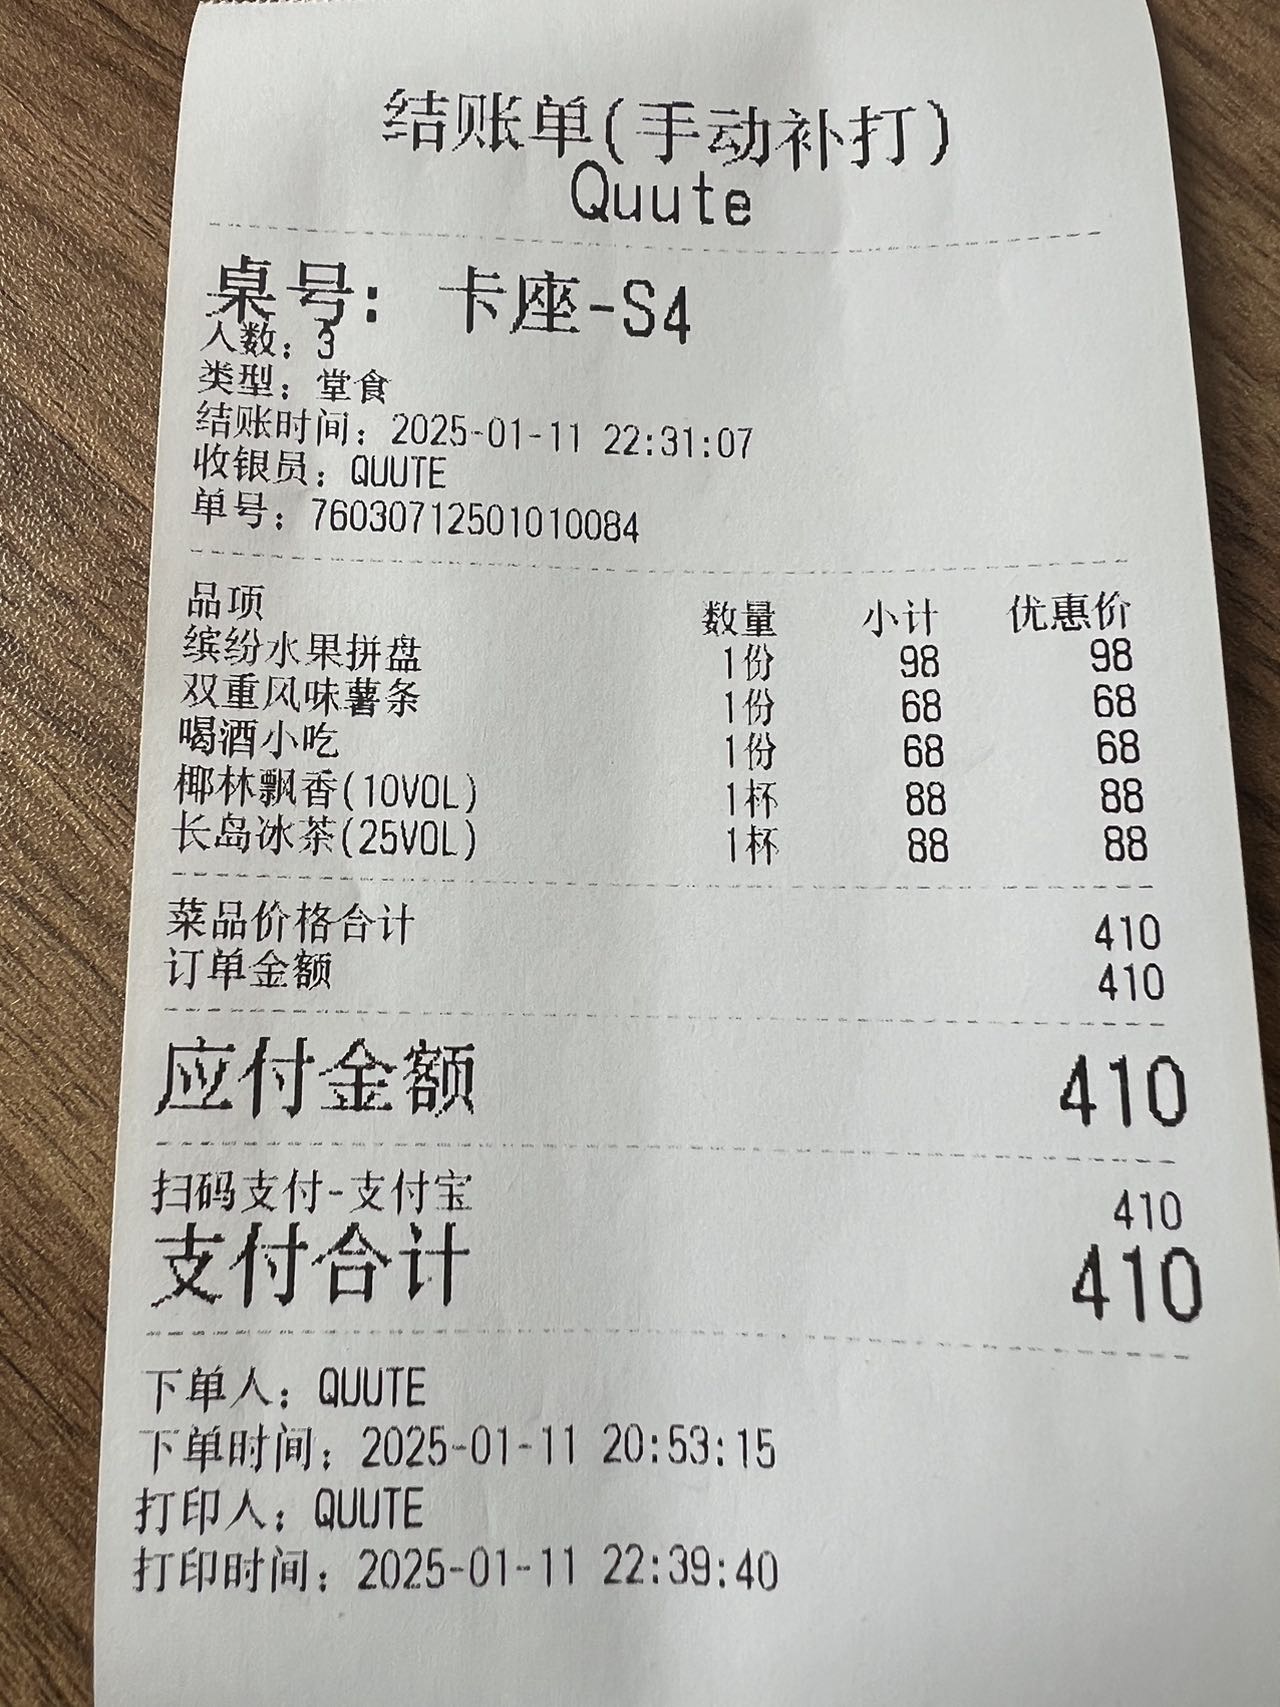 结账单(手动补打)
Quute
桌号: 卡座-S4
人数: 3
类型: 堂食
结账时间: 2025-01-11 22:31:07
收银员: QUUTE
单号: 76030712501010084
品项 数量 小计 优惠价
缤纷水果拼盘 1份 98 98
双重风味薯条 1份 68 68
喝酒小吃 1份 68 68
椰林飘香(10VOL) 1杯 88 88
长岛冰茶(25VOL) 1杯 88 88
菜品价格合计 410
订单金额 410
应付金额 410
扫码支付-支付宝 410
支付合计 410
下单人: QUUTE
下单时间: 2025-01-11 20:53:15
打印人: QUUTE
打印时间: 2025-01-11 22:39:40